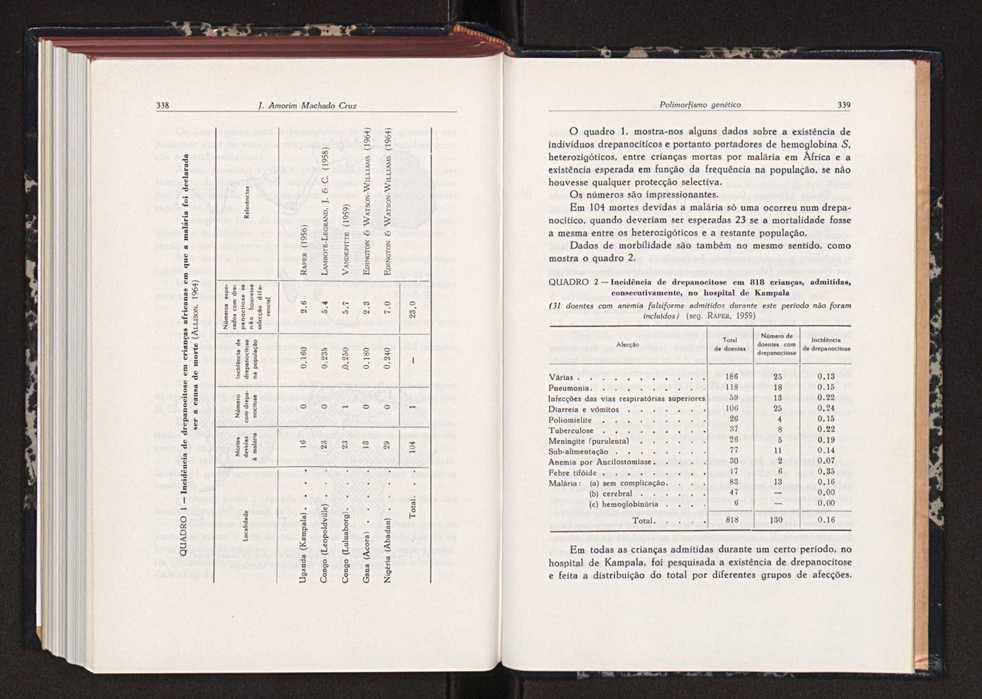 338 J. Amorim Machado Cruz
QUADRO 1 — Incidência de drepanocitose em crianças africanas em que a malária foi declarada
ser a causa de morte (ALLISON, 1964)
Localidade | Mortes devidas à malária | Número com drepanocitose | Incidência de drepanocitose na população | Números esperados com drepanocitose se não houvesse selecção diferencial | Referências
Uganda (Kampala) . . . 16 0 0,160 2,6 RAPER (1956)
Congo (Leopoldville) . . 23 0 0,235 5,4 LAMBOTE-LEGRAND, J. & C. (1958)
Congo (Luluaborg) . . . 23 1 0,250 5,7 VANDEPITTE (1959)
Gana (Acora) . . . . . 13 0 0,180 2,3 EDINGTON & WATSON-WILLIAMS (1964)
Nigéria (Abadan) . . . 29 0 0,240 7,0 EDINGTON & WATSON-WILLIAMS (1964)
Total. . . 104 1 — 23,0
Polimorfismo genético 339
O quadro 1, mostra-nos alguns dados sobre a existência de
indivíduos drepanocíticos e portanto portadores de hemoglobina S,
heterozigóticos, entre crianças mortas por malária em África e a
existência esperada em função da frequência na população, se não
houvesse qualquer protecção selectiva.
Os números são impressionantes.
Em 104 mortes devidas a malária só uma ocorreu num drepa-
nocítico, quando deveriam ser esperadas 23 se a mortalidade fosse
a mesma entre os heterozigóticos e a restante população.
Dados de morbilidade são também no mesmo sentido, como
mostra o quadro 2.
QUADRO 2 — Incidência de drepanocitose em 818 crianças, admitidas,
consecutivamente, no hospital de Kampala
(31 doentes com anemia falsiforme admitidos durante este período não foram
incluídos) (seg. RAPER, 1959)
Afecção | Total de doentes | Número de doentes com drepanocitose | Incidência de drepanocitose
Várias . . . . . . . . . . . 186 25 0,13
Pneumonia. . . . . . . . . . 118 18 0.15
Infecções das vias respiratórias superiores 59 13 0.22
Diarreia e vómitos . . . . . . . 106 25 0,24
Poliomielite . . . . . . . . . 26 4 0,15
Tuberculose . . . . . . . . . 37 8 0.22
Meningite (purulenta) . . . . . . 26 5 0,19
Sub-alimentação . . . . . . . . 77 11 0.14
Anemia por Ancilostomíase. . . . . 30 2 0,07
Febre tifóide . . . . . . . . . 17 6 0,35
Malária: (a) sem complicação. . . . 83 13 0,16
(b) cerebral . . . . . . 47 — 0,00
(c) hemoglobinúria . . . . 6 — 0,00
Total. . . . . 818 130 0.16
Em todas as crianças admitidas durante um certo período, no
hospital de Kampala, foi pesquisada a existência de drepanocitose
e feita a distribuição do total por diferentes grupos de afecções.